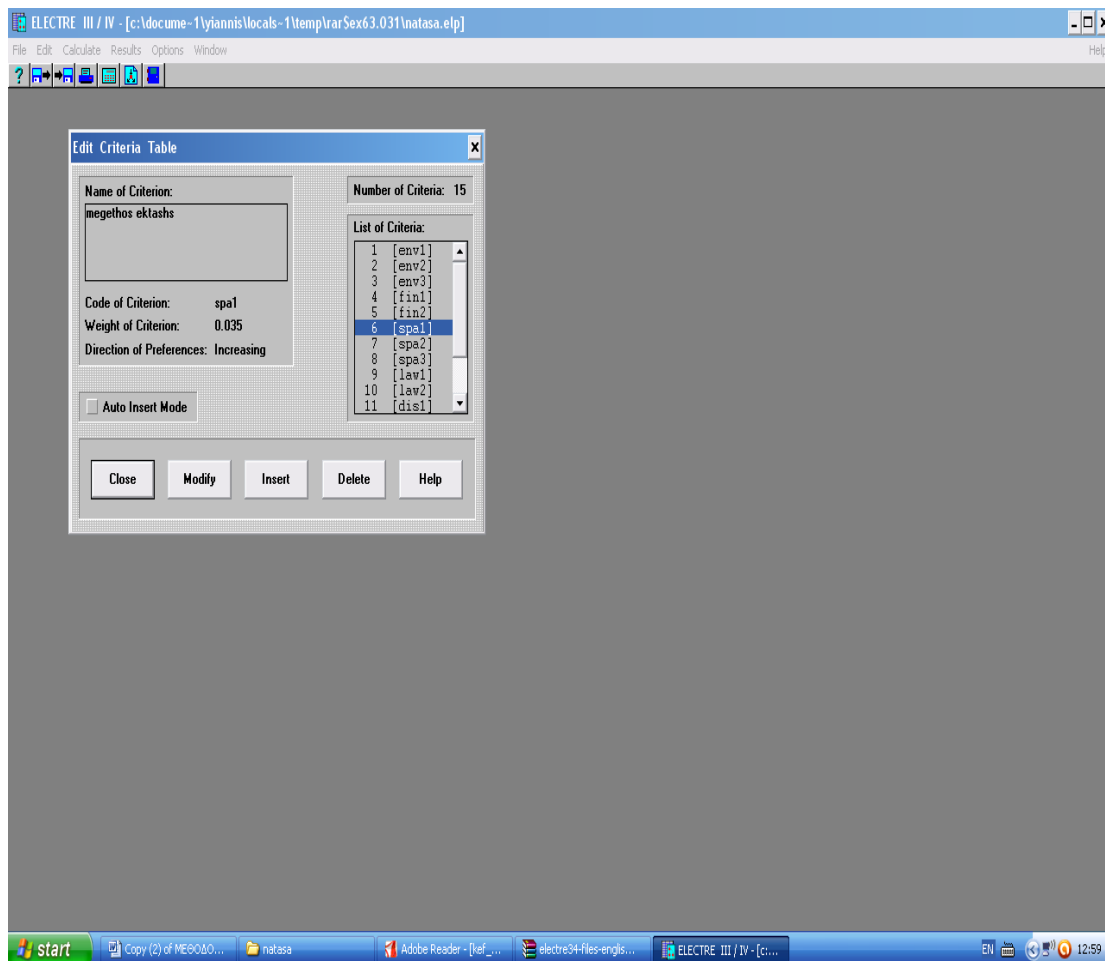 ELECTRE III / IV - [c:\docume~1\yiannis\locals~1\temp\rar$ex63.031\natasa.elp]
File Edit Calculate Results Options Window Help
?
Edit Criteria Table
Name of Criterion:
megethos ektashs
Code of Criterion: spa1
Weight of Criterion: 0.035
Direction of Preferences: Increasing
Auto Insert Mode
Number of Criteria: 15
List of Criteria:
1 [env1]
2 [env2]
3 [env3]
4 [fin1]
5 [fin2]
6 [spa1]
7 [spa2]
8 [spa3]
9 [law1]
10 [law2]
11 [dis1]
Close Modify Insert Delete Help
start Copy (2) of ΜΕΘΟΔΟ... natasa Adobe Reader - [kef_... electre34-files-englis... ELECTRE III / IV - [c:... EN 12:59